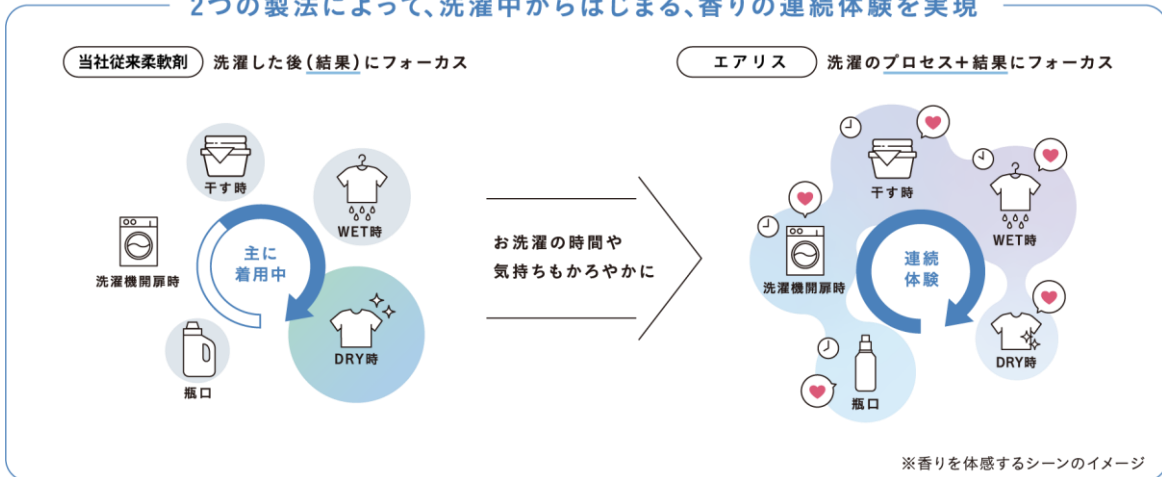 2つの製法によって、洗濯中からはじまる、香りの連続体験を実現
当社従来柔軟剤 洗濯した後(結果)にフォーカス
干す時
WET時
洗濯機開扉時
主に
着用中
DRY時
瓶口
お洗濯の時間や
気持ちもかろやかに
エアリス 洗濯のプロセス+結果にフォーカス
干す時
WET時
洗濯機開扉時
連続
体験
DRY時
瓶口
※香りを体感するシーンのイメージ